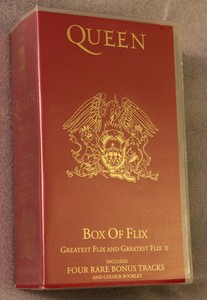 QUEEN
BOX OF FLIX
GREATEST FLIX AND GREATEST FLIX II
INCLUDES
FOUR RARE BONUS TRACKS
AND COLOUR BOOKLET